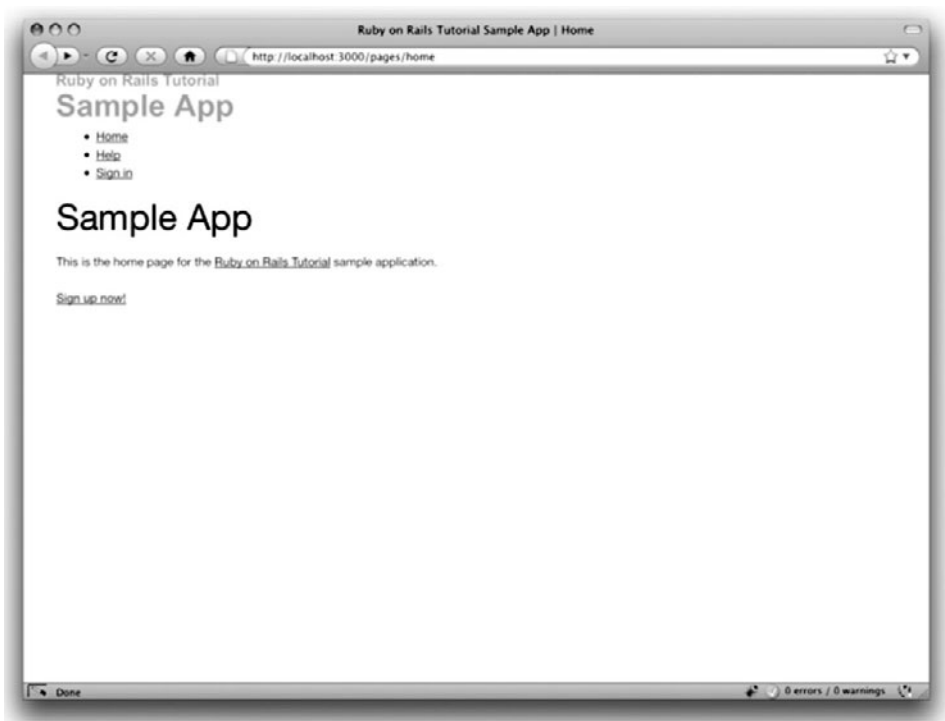 Ruby on Rails Tutorial Sample App | Home
http://localhost:3000/pages/home
Ruby on Rails Tutorial
Sample App
Home
Help
Sign in
Sample App
This is the home page for the Ruby on Rails Tutorial sample application.
Sign up now!
Done
0 errors / 0 warnings